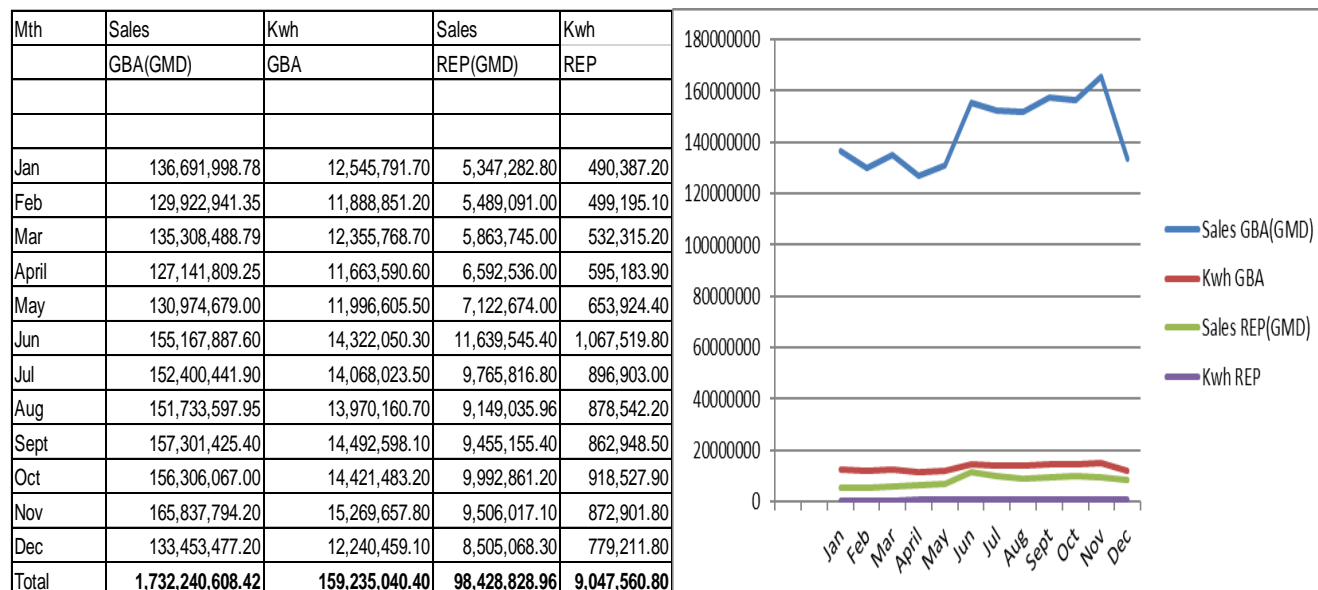 Mth Sales Kwh Sales Kwh
GBA(GMD) GBA REP(GMD) REP
Jan 136,691,998.78 12,545,791.70 5,347,282.80 490,387.20
Feb 129,922,941.35 11,888,851.20 5,489,091.00 499,195.10
Mar 135,308,488.79 12,355,768.70 5,863,745.00 532,315.20
April 127,141,809.25 11,663,590.60 6,592,536.00 595,183.90
May 130,974,679.00 11,996,605.50 7,122,674.00 653,924.40
Jun 155,167,887.60 14,322,050.30 11,639,545.40 1,067,519.80
Jul 152,400,441.90 14,068,023.50 9,765,816.80 896,903.00
Aug 151,733,597.95 13,970,160.70 9,149,035.96 878,542.20
Sept 157,301,425.40 14,492,598.10 9,455,155.40 862,948.50
Oct 156,306,067.00 14,421,483.20 9,992,861.20 918,527.90
Nov 165,837,794.20 15,269,657.80 9,506,017.10 872,901.80
Dec 133,453,477.20 12,240,459.10 8,505,068.30 779,211.80
Total 1,732,240,608.42 159,235,040.40 98,428,828.96 9,047,560.80
180000000
160000000
140000000
120000000
100000000
80000000
60000000
40000000
20000000
0
Jan Feb Mar April May Jun Jul Aug Sept Oct Nov Dec
Sales GBA(GMD)
Kwh GBA
Sales REP(GMD)
Kwh REP